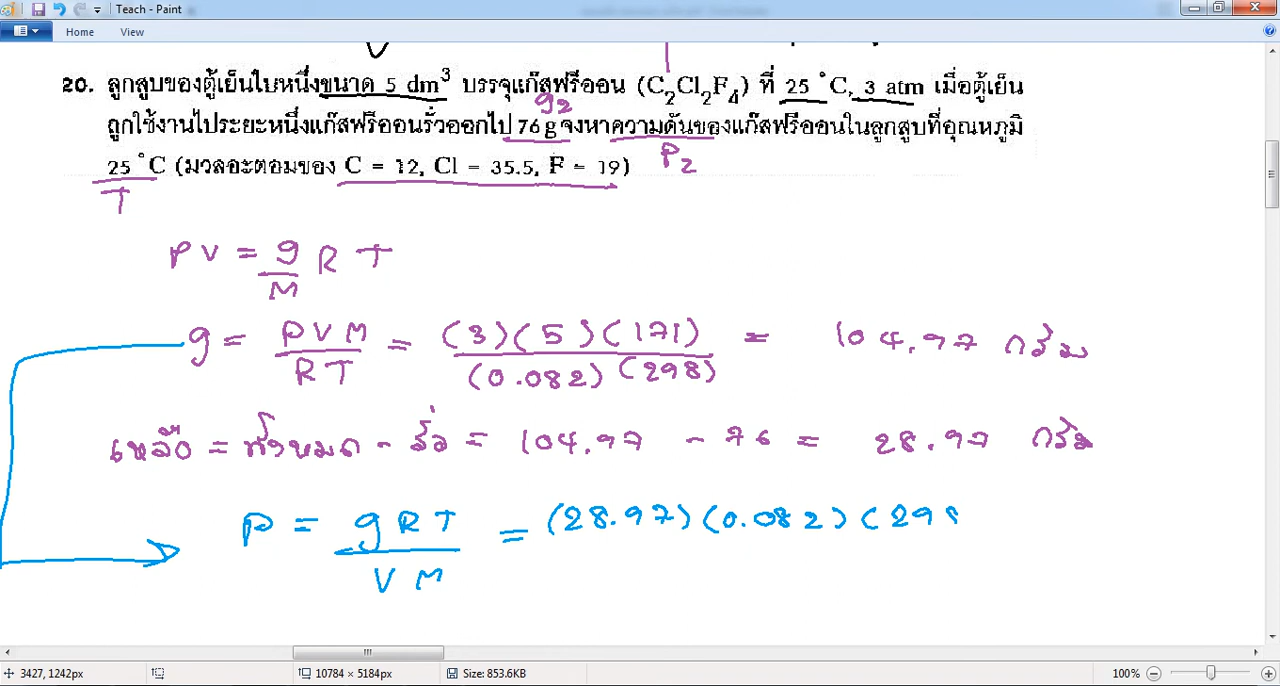 Teach - Paint
Home View
20. ลูกสูบของตู้เย็นใบหนึ่งขนาด 5 dm³ บรรจุแก๊สฟรีออน (C₂Cl₂F₄) ที่ 25 °C, 3 atm เมื่อตู้เย็น
g₂
ถูกใช้งานไประยะหนึ่งแก๊สฟรีออนรั่วออกไป 76 g จงหาความดันของแก๊สฟรีออนในลูกสูบที่อุณหภูมิ
P₂
25 °C (มวลอะตอมของ C = 12, Cl = 35.5, F = 19)
T
PV = g/M R T
g = PVM/RT = (3)(5)(171)/(0.082)(298) = 104.97 กรัม
เหลือ = ทั้งหมด - รั่ว = 104.97 - 76 = 28.97 กรัม
P = gRT/VM = (28.97)(0.082)(298
3427, 1242px 10784 × 5184px Size: 853.6KB 100%